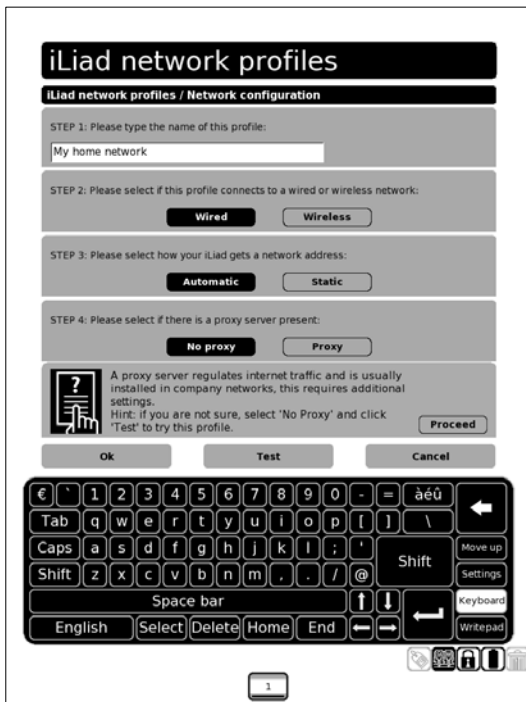 iLiad network profiles
iLiad network profiles / Network configuration
STEP 1: Please type the name of this profile:
My home network
STEP 2: Please select if this profile connects to a wired or wireless network:
Wired Wireless
STEP 3: Please select how your iLiad gets a network address:
Automatic Static
STEP 4: Please select if there is a proxy server present:
No proxy Proxy
?
A proxy server regulates internet traffic and is usually
installed in company networks, this requires additional
settings.
Hint: if you are not sure, select 'No Proxy' and click
'Test' to try this profile.
Proceed
Ok Test Cancel
€ ` 1 2 3 4 5 6 7 8 9 0 - = àéû
Tab q w e r t y u i o p [ ] \
Caps a s d f g h j k l ; ' Shift Move up
Shift z x c v b n m , . / @ Settings
Space bar ↑ ↓ Keyboard
English Select Delete Home End ← → Writepad
1